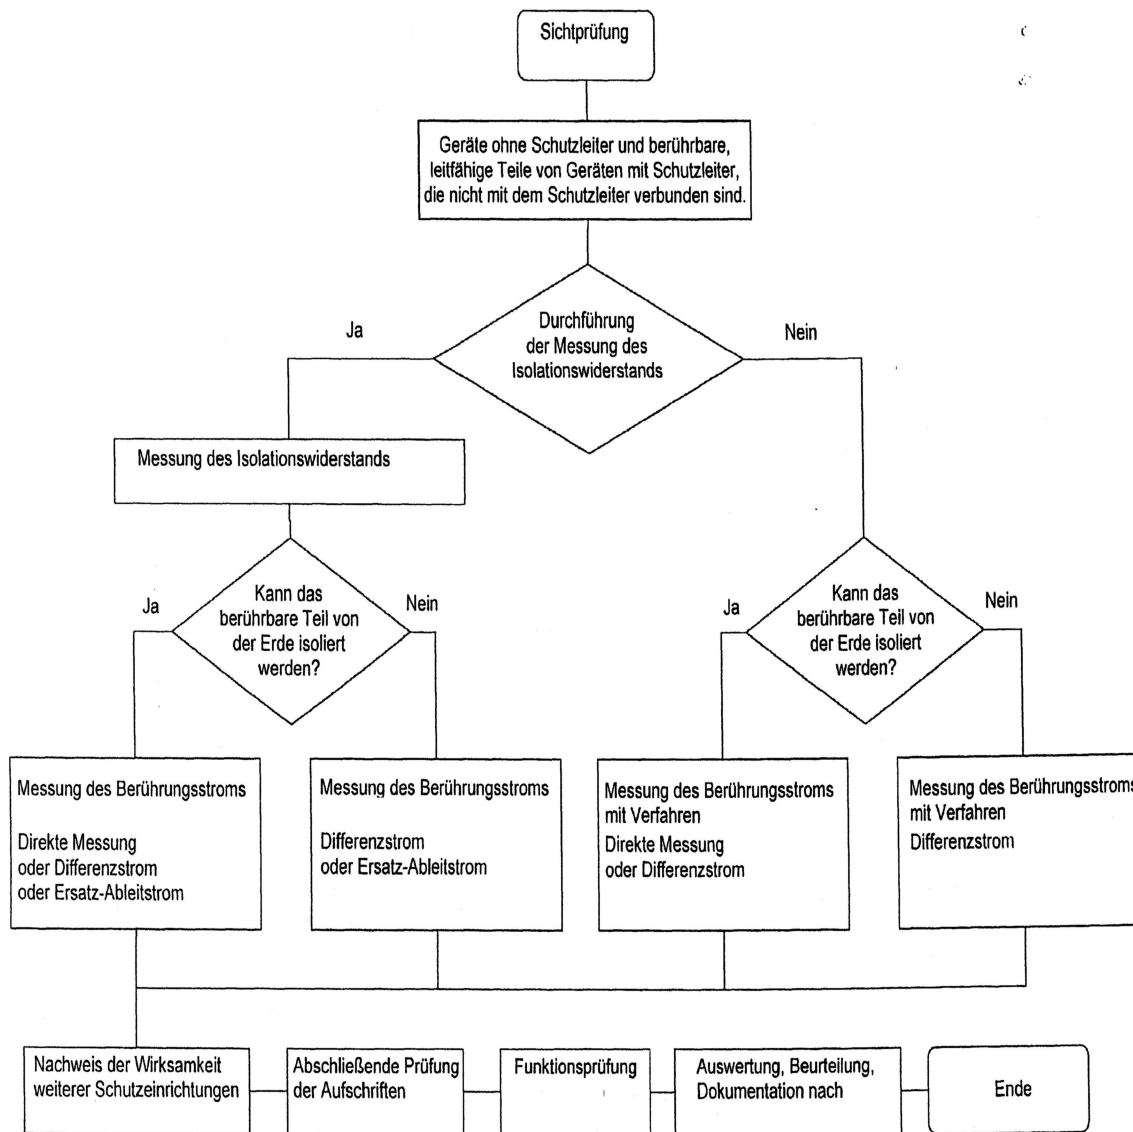 Sichtprüfung
Geräte ohne Schutzleiter und berührbare,
leitfähige Teile von Geräten mit Schutzleiter,
die nicht mit dem Schutzleiter verbunden sind.
Durchführung
der Messung des
Isolationswiderstands
Ja
Nein
Messung des Isolationswiderstands
Kann das
berührbare Teil von
der Erde isoliert
werden?
Ja
Nein
Kann das
berührbare Teil von
der Erde isoliert
werden?
Ja
Nein
Messung des Berührungsstroms
Direkte Messung
oder Differenzstrom
oder Ersatz-Ableitstrom
Messung des Berührungsstroms
Differenzstrom
oder Ersatz-Ableitstrom
Messung des Berührungsstroms
mit Verfahren
Direkte Messung
oder Differenzstrom
Messung des Berührungsstroms
mit Verfahren
Differenzstrom
Nachweis der Wirksamkeit
weiterer Schutzeinrichtungen
Abschließende Prüfung
der Aufschriften
Funktionsprüfung
Auswertung, Beurteilung,
Dokumentation nach
Ende